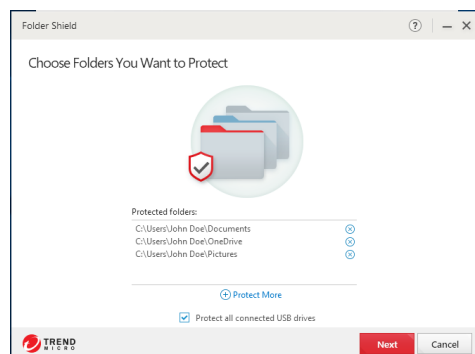 Folder Shield
Choose Folders You Want to Protect
Protected folders:
C:\Users\John Doe\Documents
C:\Users\John Doe\OneDrive
C:\Users\John Doe\Pictures
Protect More
Protect all connected USB drives
TREND
MICRO
Next
Cancel